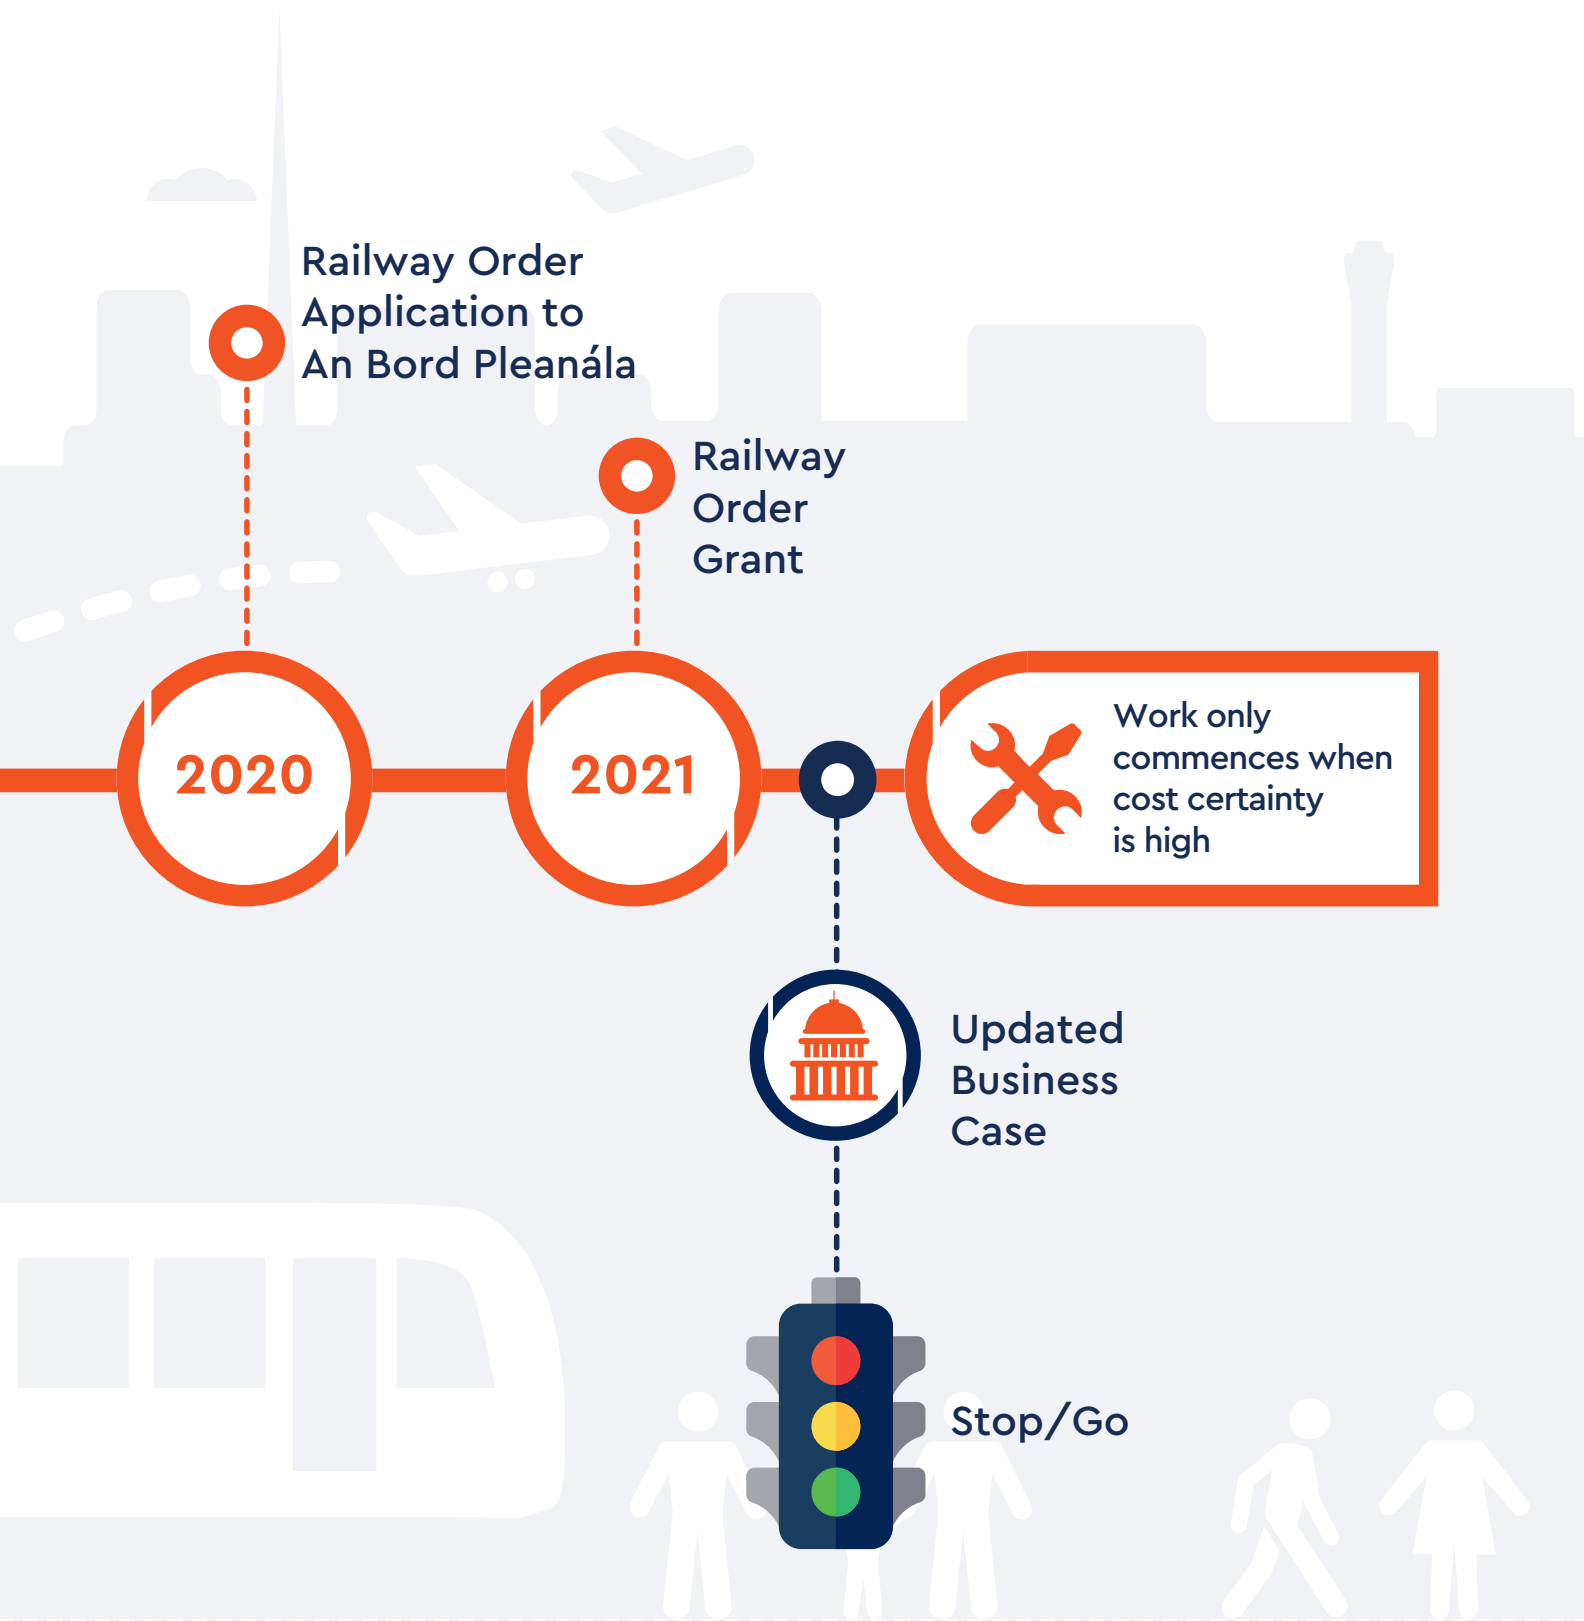 Railway Order
Application to
An Bord Pleanála
Railway
Order
Grant
2020
2021
Work only
commences when
cost certainty
is high
Updated
Business
Case
Stop/Go